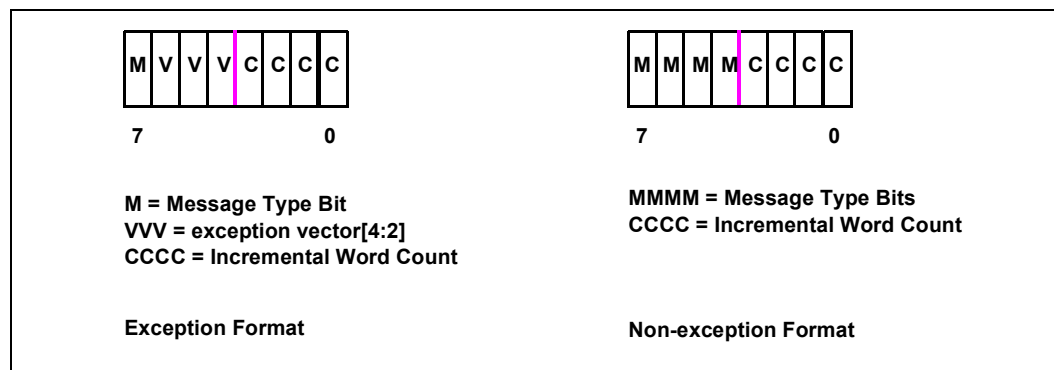 M V V V C C C C
7 0
M = Message Type Bit
VVV = exception vector[4:2]
CCCC = Incremental Word Count
Exception Format
M M M M C C C C
7 0
MMMM = Message Type Bits
CCCC = Incremental Word Count
Non-exception Format